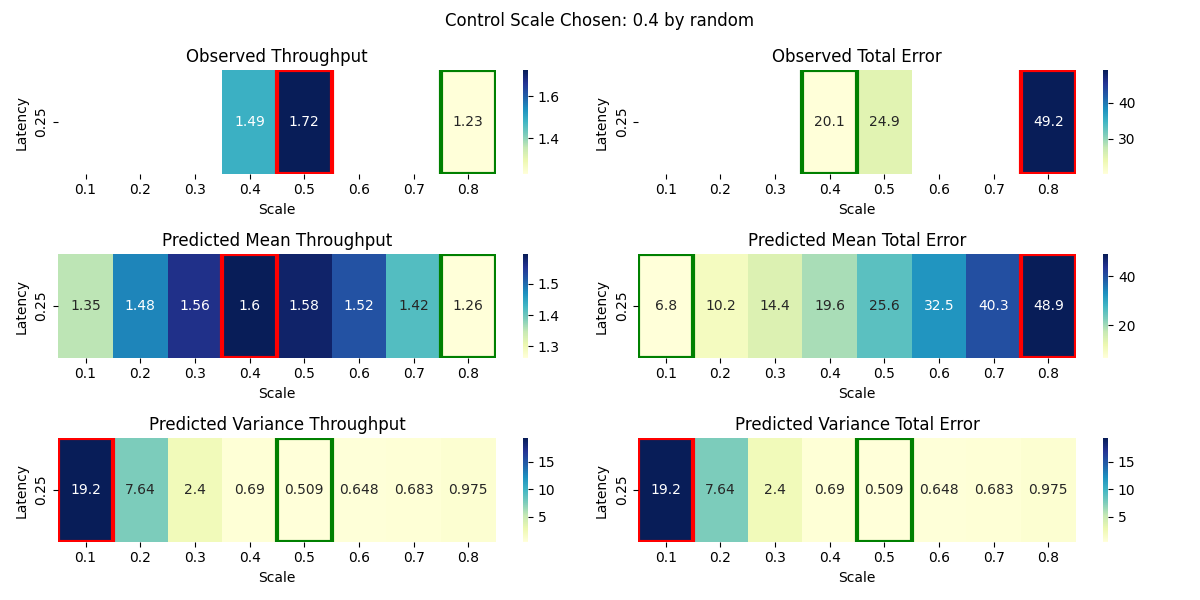 Control Scale Chosen: 0.4 by random
Observed Throughput
Latency
0.25
1.49 1.72 1.23
0.1 0.2 0.3 0.4 0.5 0.6 0.7 0.8
Scale
1.6
1.4
Observed Total Error
Latency
0.25
20.1 24.9 49.2
0.1 0.2 0.3 0.4 0.5 0.6 0.7 0.8
Scale
40
30
Predicted Mean Throughput
Latency
0.25
1.35 1.48 1.56 1.6 1.58 1.52 1.42 1.26
0.1 0.2 0.3 0.4 0.5 0.6 0.7 0.8
Scale
1.5
1.4
1.3
Predicted Mean Total Error
Latency
0.25
6.8 10.2 14.4 19.6 25.6 32.5 40.3 48.9
0.1 0.2 0.3 0.4 0.5 0.6 0.7 0.8
Scale
40
20
Predicted Variance Throughput
Latency
0.25
19.2 7.64 2.4 0.69 0.509 0.648 0.683 0.975
0.1 0.2 0.3 0.4 0.5 0.6 0.7 0.8
Scale
15
10
5
Predicted Variance Total Error
Latency
0.25
19.2 7.64 2.4 0.69 0.509 0.648 0.683 0.975
0.1 0.2 0.3 0.4 0.5 0.6 0.7 0.8
Scale
15
10
5